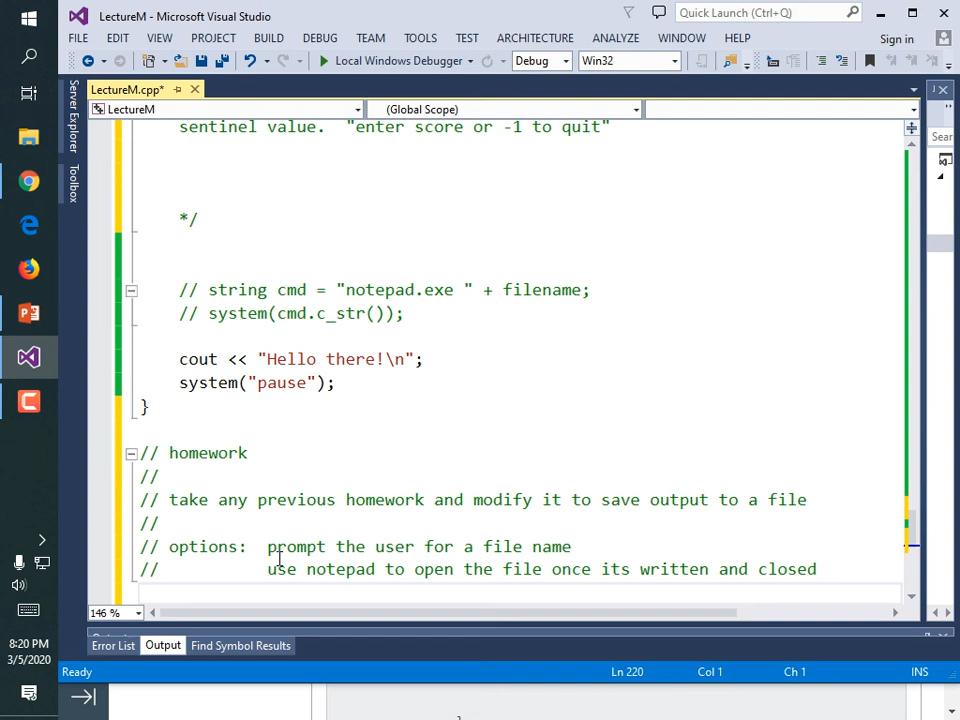 LectureM - Microsoft Visual Studio
Quick Launch (Ctrl+Q)
FILE EDIT VIEW PROJECT BUILD DEBUG TEAM TOOLS TEST ARCHITECTURE ANALYZE WINDOW HELP Sign in
Local Windows Debugger Debug Win32
LectureM.cpp*
LectureM (Global Scope)
Server Explorer
Toolbox
Sear
sentinel value. "enter score or -1 to quit"
*/
// string cmd = "notepad.exe " + filename;
// system(cmd.c_str());
cout << "Hello there!\n";
system("pause");
}
// homework
//
// take any previous homework and modify it to save output to a file
//
// options: prompt the user for a file name
// use notepad to open the file once its written and closed
146 %
Error List Output Find Symbol Results
Ready Ln 220 Col 1 Ch 1 INS
8:20 PM
3/5/2020